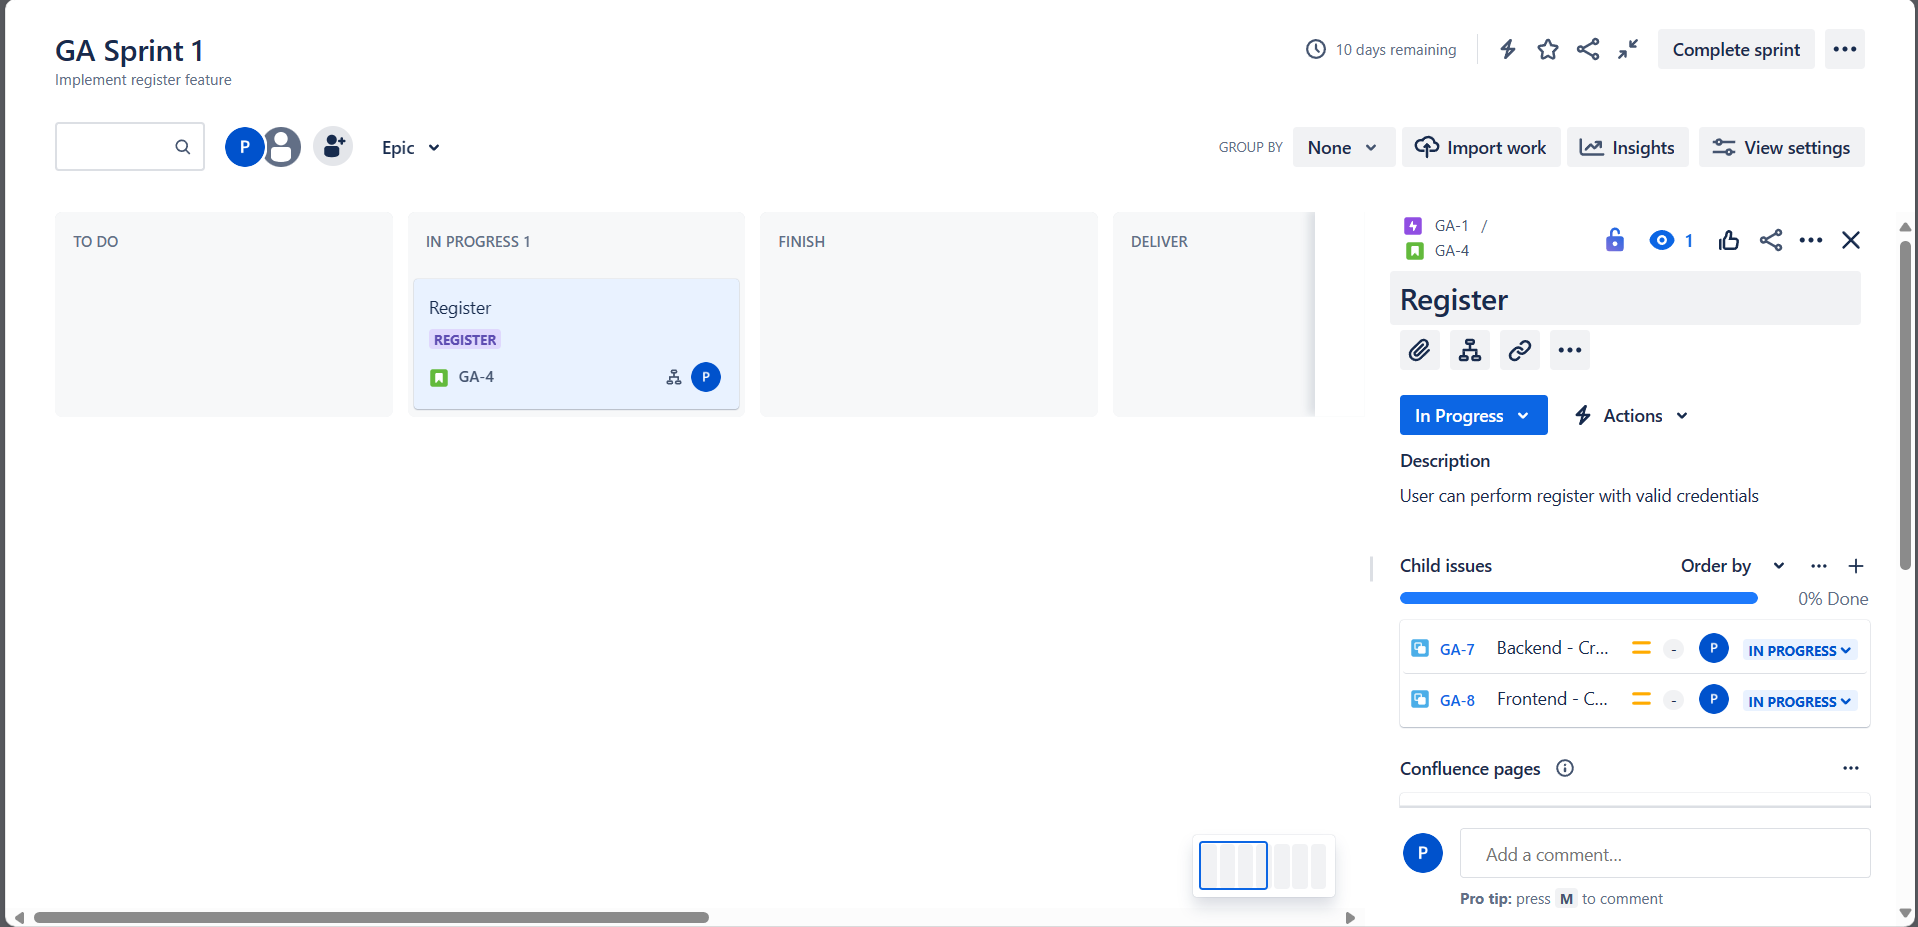 GA Sprint 1
Implement register feature
10 days remaining
Complete sprint
P
Epic
GROUP BY
None
Import work
Insights
View settings
TO DO
IN PROGRESS 1
FINISH
DELIVER
Register
REGISTER
GA-4
P
GA-1 /
GA-4
1
Register
In Progress
Actions
Description
User can perform register with valid credentials
Child issues
Order by
0% Done
GA-7 Backend - Cr... - P IN PROGRESS
GA-8 Frontend - C... - P IN PROGRESS
Confluence pages
P
Add a comment...
Pro tip: press M to comment